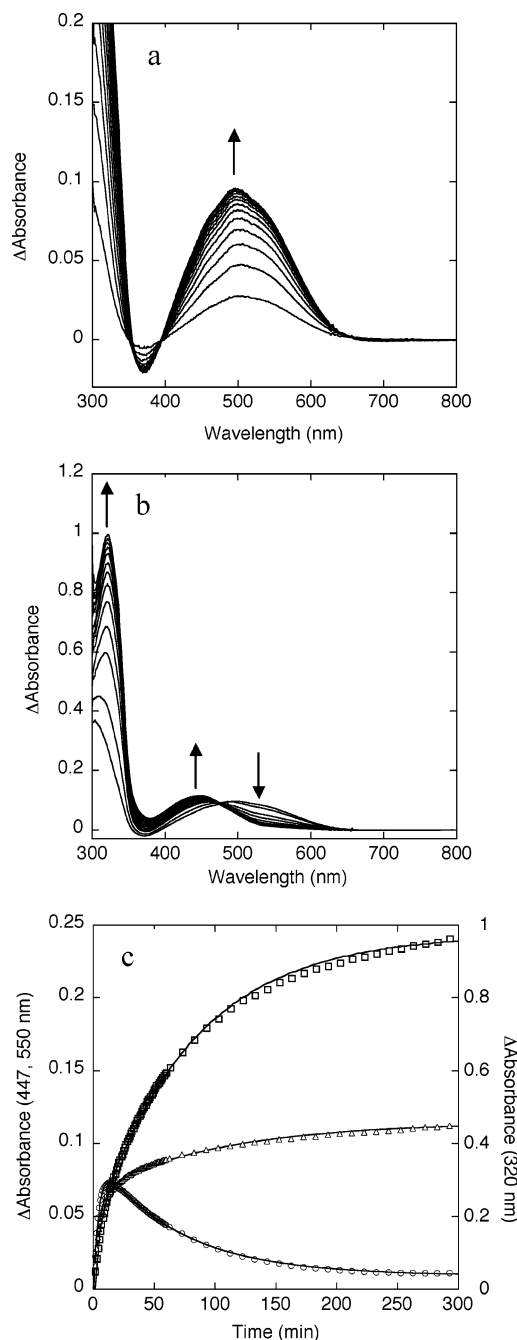 a
ΔAbsorbance
0.2
0.15
0.1
0.05
0
300 400 500 600 700 800
Wavelength (nm)
b
ΔAbsorbance
1.2
1
0.8
0.6
0.4
0.2
0
300 400 500 600 700 800
Wavelength (nm)
c
ΔAbsorbance (447, 550 nm)
0.25
0.2
0.15
0.1
0.05
0
1
0.8
0.6
0.4
0.2
0
ΔAbsorbance (320 nm)
0 50 100 150 200 250 300
Time (min)